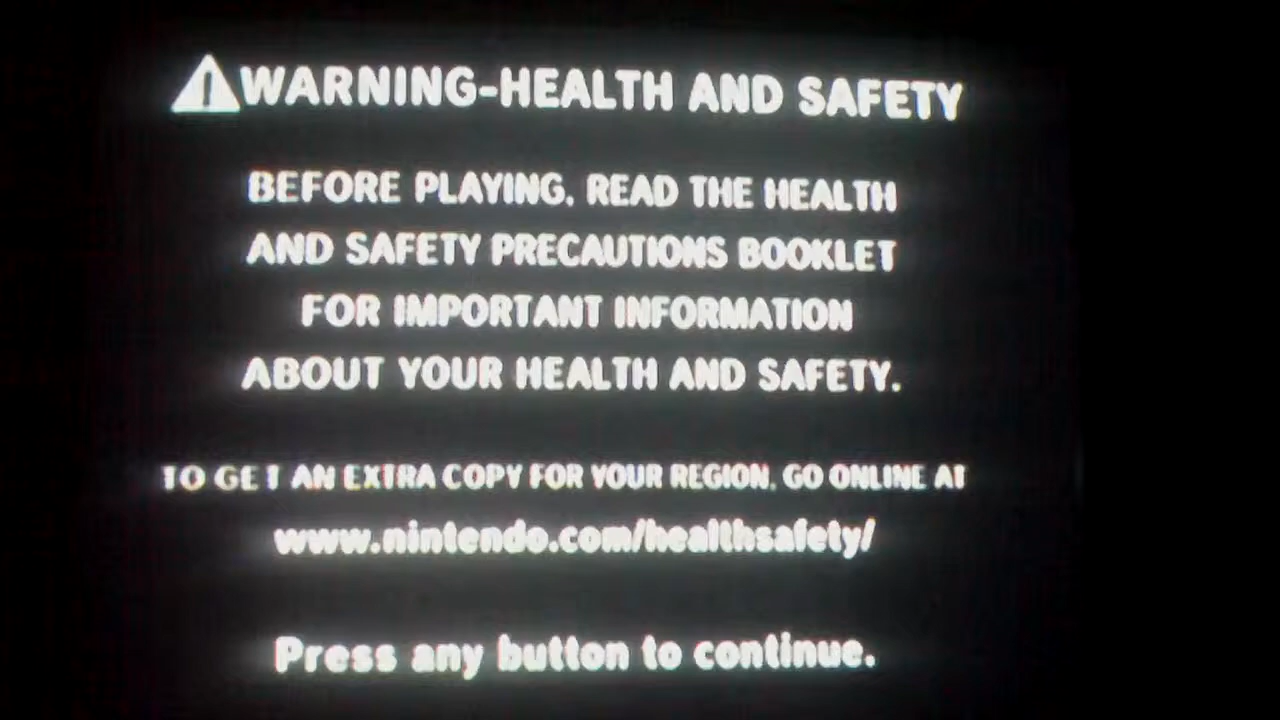 WARNING-HEALTH AND SAFETY
BEFORE PLAYING, READ THE HEALTH
AND SAFETY PRECAUTIONS BOOKLET
FOR IMPORTANT INFORMATION
ABOUT YOUR HEALTH AND SAFETY.
TO GET AN EXTRA COPY FOR YOUR REGION, GO ONLINE AT
www.nintendo.com/healthsafety/
Press any button to continue.